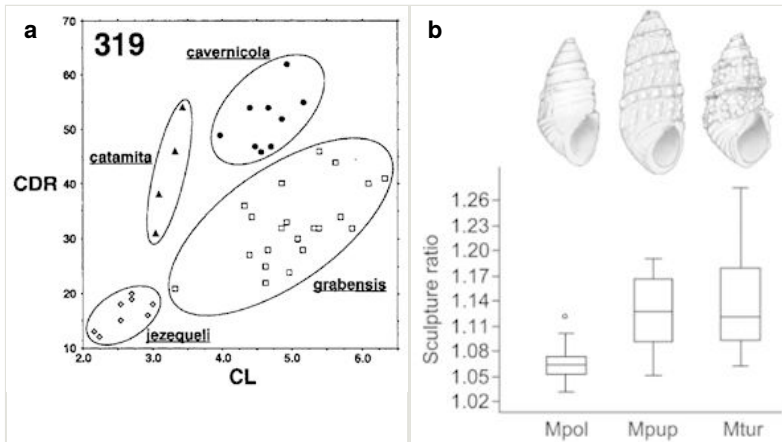 a
319
cavernicola
catamita
grabensis
jezequeli
CDR
70
60
50
40
30
20
10
2.0 3.0 4.0 5.0 6.0
CL
b
Sculpture ratio
1.26
1.23
1.20
1.17
1.14
1.11
1.08
1.05
1.02
Mpol Mpup Mtur